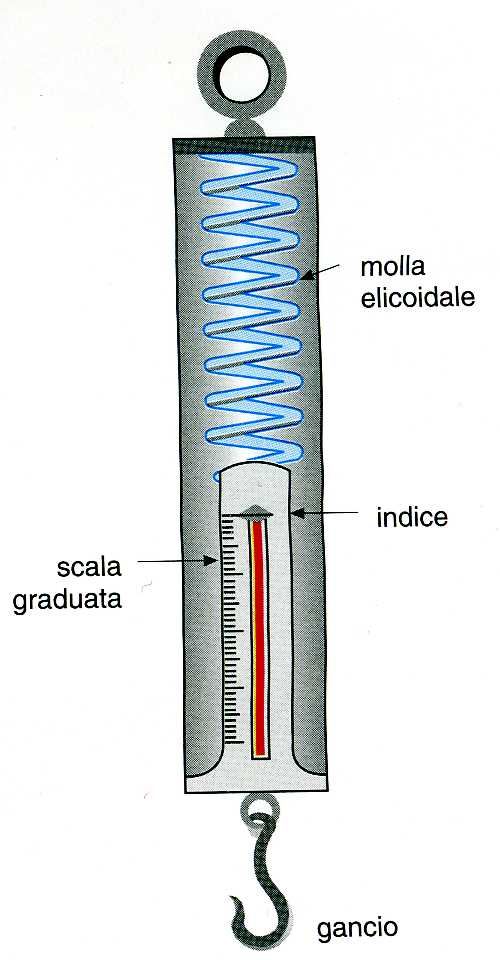 molla
elicoidale
indice
scala
graduata
gancio